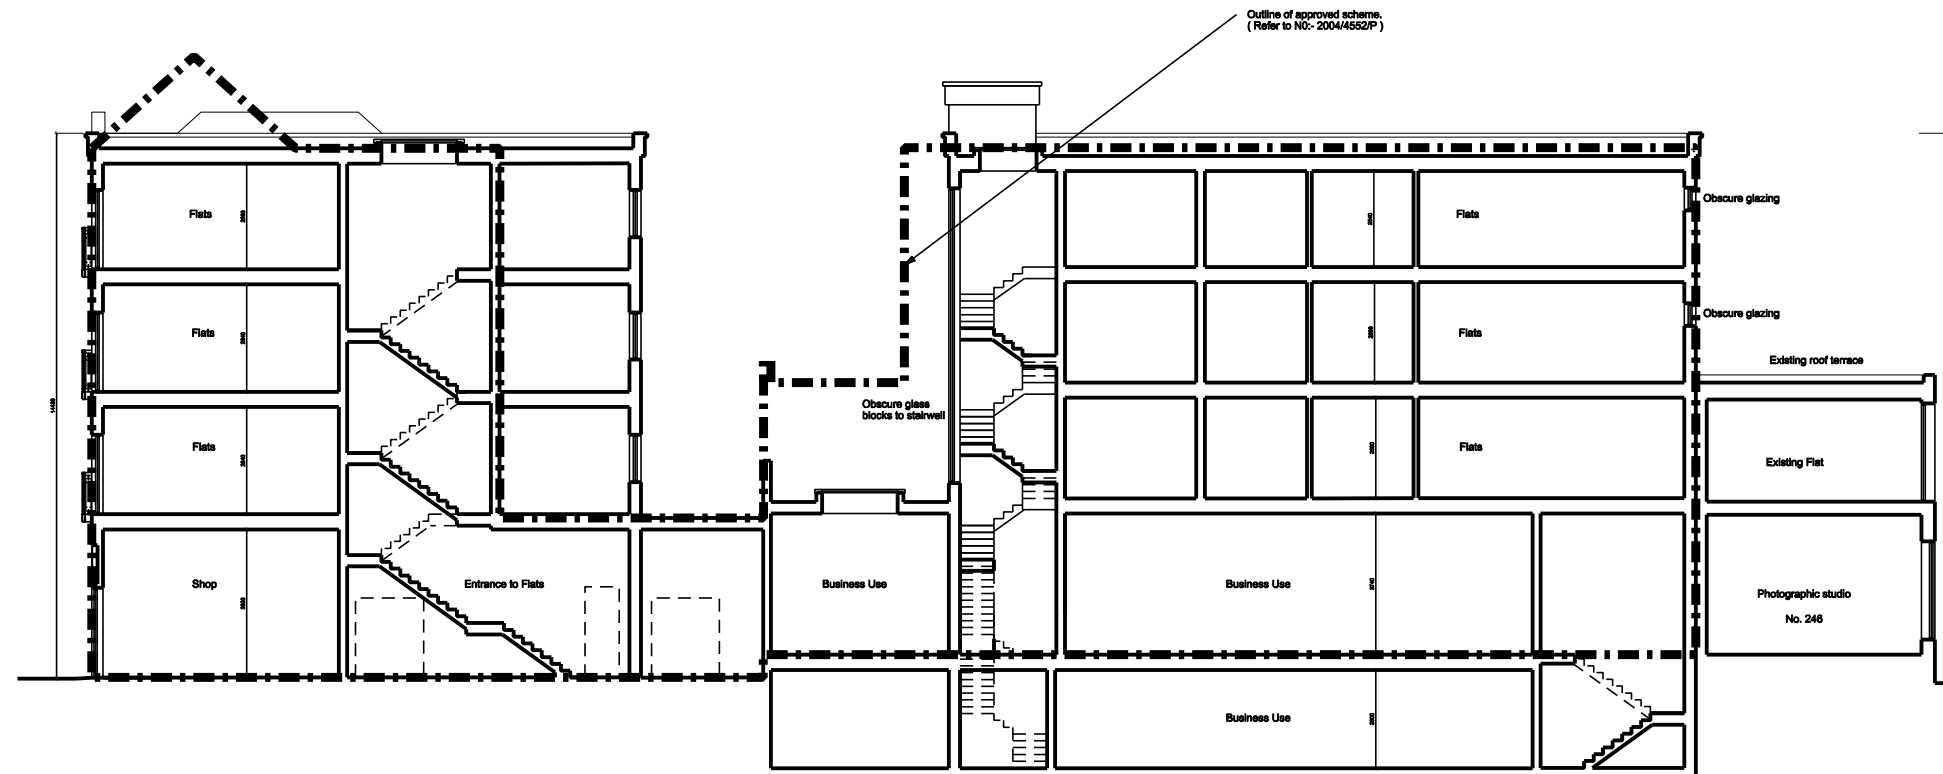 Outline of approved scheme.
( Refer to N0:- 2004/4552/P )
Flats
Flats
Obscure glazing
Flats
Flats
Obscure glazing
Existing roof terrace
Obscure glass
blocks to stairwell
Flats
Flats
Existing Flat
Shop
Entrance to Flats
Business Use
Business Use
Photographic studio
No. 246
Business Use